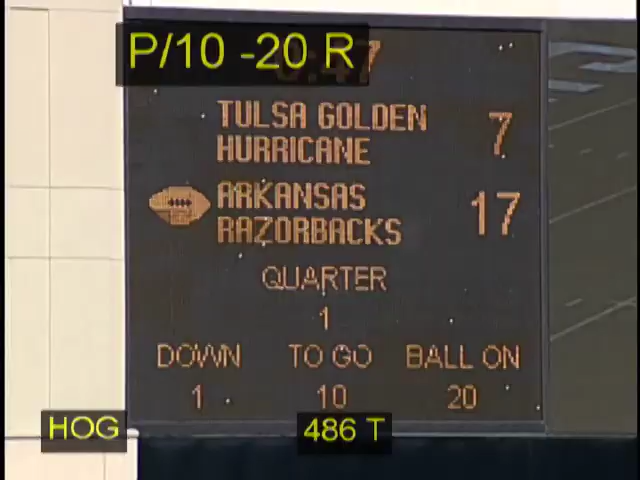 P/10 -20 R
:47
TULSA GOLDEN
HURRICANE
7
ARKANSAS
RAZORBACKS
17
QUARTER
1
DOWN TO GO BALL ON
1 10 20
HOG 486 T